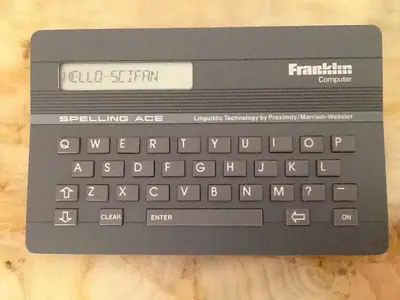 HELLO-SCIFAN
Franklin
Computer
SPELLING ACE Linguistic Technology by Proximity/Merriam-Webster
Q W E R T Y U I O P
A S D F G H J K L
Z X C V B N M ? –
CLEAR ENTER ON